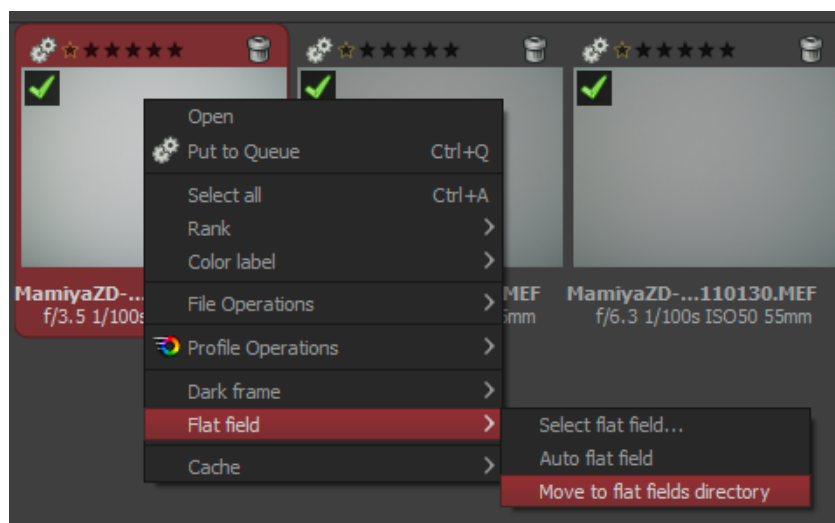 Open
Put to Queue Ctrl+Q
Select all Ctrl+A
Rank
Color label
MamiyaZD-... MEF MamiyaZD-...110130.MEF
f/3.5 1/100s 5mm f/6.3 1/100s ISO50 55mm
File Operations
Profile Operations
Dark frame
Flat field
Select flat field...
Auto flat field
Cache
Move to flat fields directory